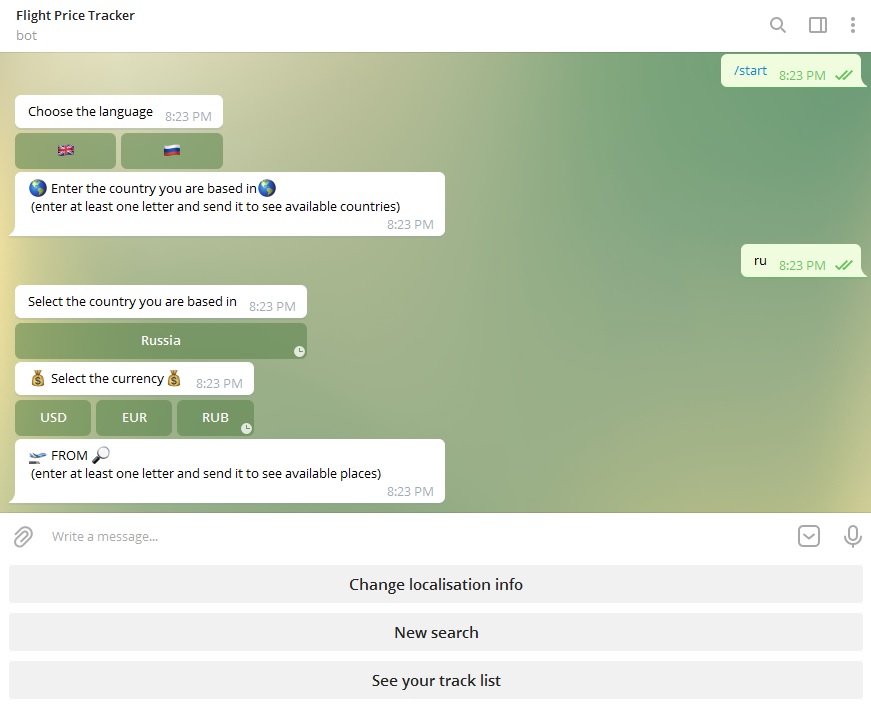 Flight Price Tracker
bot
/start 8:23 PM
Choose the language 8:23 PM
Enter the country you are based in
(enter at least one letter and send it to see available countries)
8:23 PM
ru 8:23 PM
Select the country you are based in 8:23 PM
Russia
Select the currency 8:23 PM
USD EUR RUB
FROM
(enter at least one letter and send it to see available places)
8:23 PM
Write a message...
Change localisation info
New search
See your track list